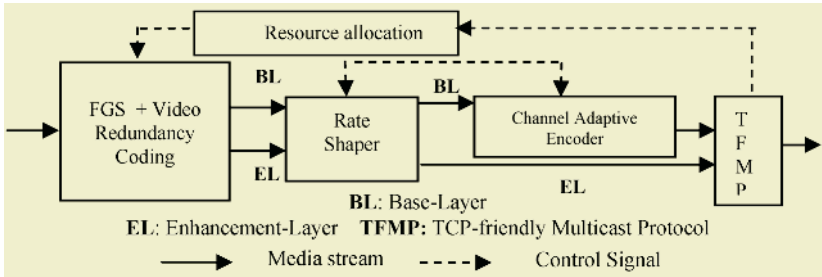 Resource allocation
BL
BL
FGS + Video
Redundancy
Coding
Rate
Shaper
Channel Adaptive
Encoder
T
F
M
P
EL
EL
BL: Base-Layer
EL: Enhancement-Layer TFMP: TCP-friendly Multicast Protocol
Media stream Control Signal